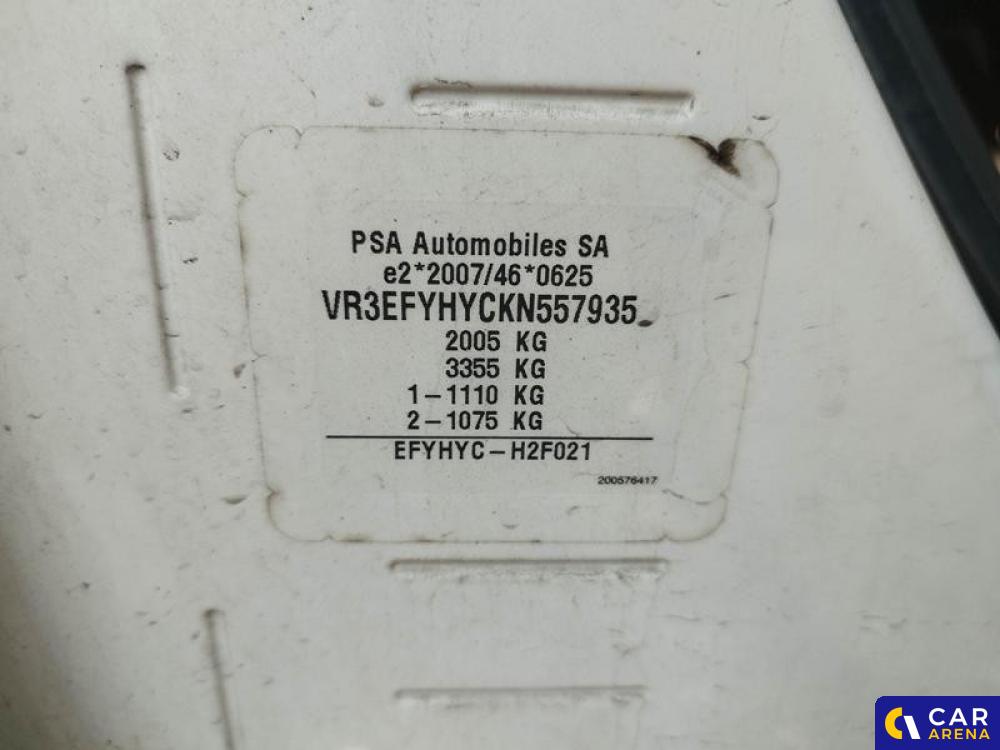 PSA Automobiles SA
e2*2007/46*0625
VR3EFYHYCKN557935
2005 KG
3355 KG
1-1110 KG
2-1075 KG
EFYHYC-H2F021
200576417
CAR
ARENA